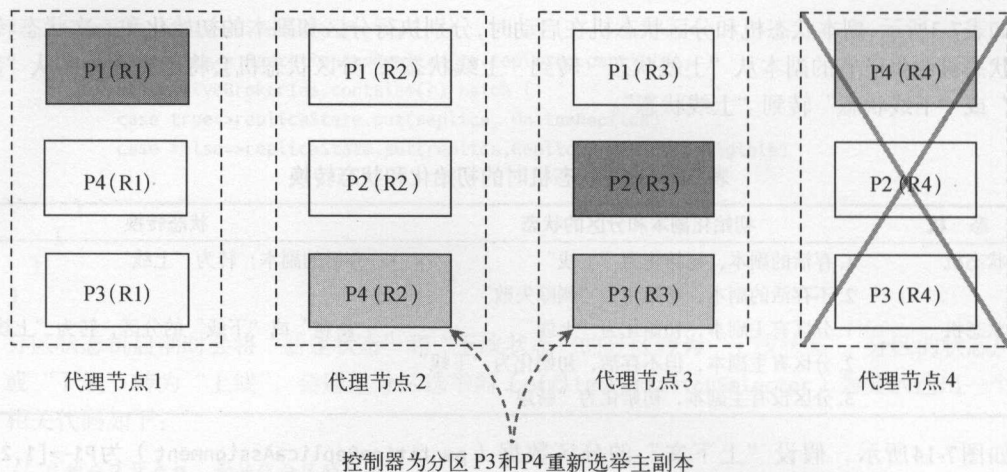 P1(R1)
P4(R1)
P3(R1)
代理节点1
P1(R2)
P2(R2)
P4(R2)
代理节点2
P1(R3)
P2(R3)
P3(R3)
代理节点3
P4(R4)
P2(R4)
P3(R4)
代理节点4
控制器为分区P3和P4重新选举主副本